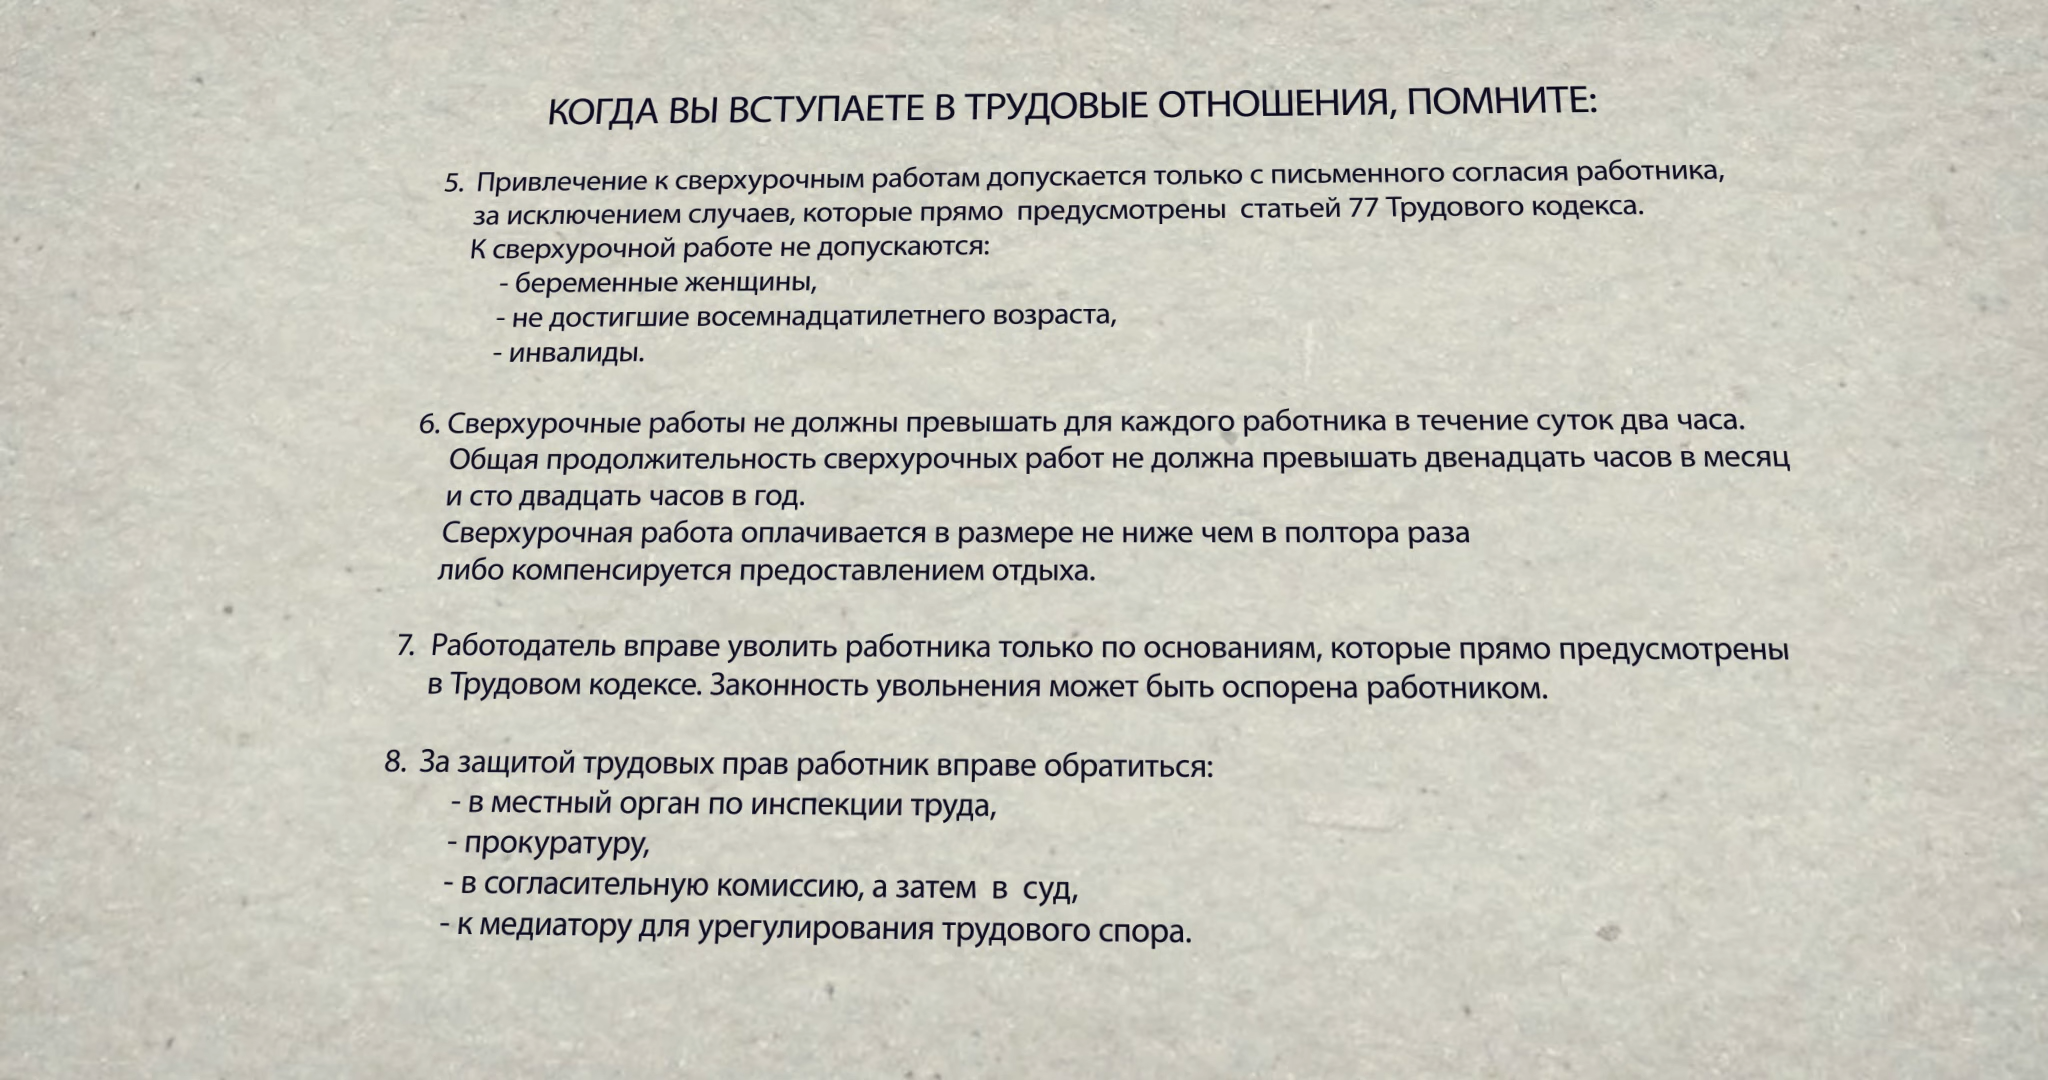 КОГДА ВЫ ВСТУПАЕТЕ В ТРУДОВЫЕ ОТНОШЕНИЯ, ПОМНИТЕ:
5. Привлечение к сверхурочным работам допускается только с письменного согласия работника,
за исключением случаев, которые прямо предусмотрены статьей 77 Трудового кодекса.
К сверхурочной работе не допускаются:
- беременные женщины,
- не достигшие восемнадцатилетнего возраста,
- инвалиды.
6. Сверхурочные работы не должны превышать для каждого работника в течение суток два часа.
Общая продолжительность сверхурочных работ не должна превышать двенадцать часов в месяц
и сто двадцать часов в год.
Сверхурочная работа оплачивается в размере не ниже чем в полтора раза
либо компенсируется предоставлением отдыха.
7. Работодатель вправе уволить работника только по основаниям, которые прямо предусмотрены
в Трудовом кодексе. Законность увольнения может быть оспорена работником.
8. За защитой трудовых прав работник вправе обратиться:
- в местный орган по инспекции труда,
- прокуратуру,
- в согласительную комиссию, а затем в суд,
- к медиатору для урегулирования трудового спора.